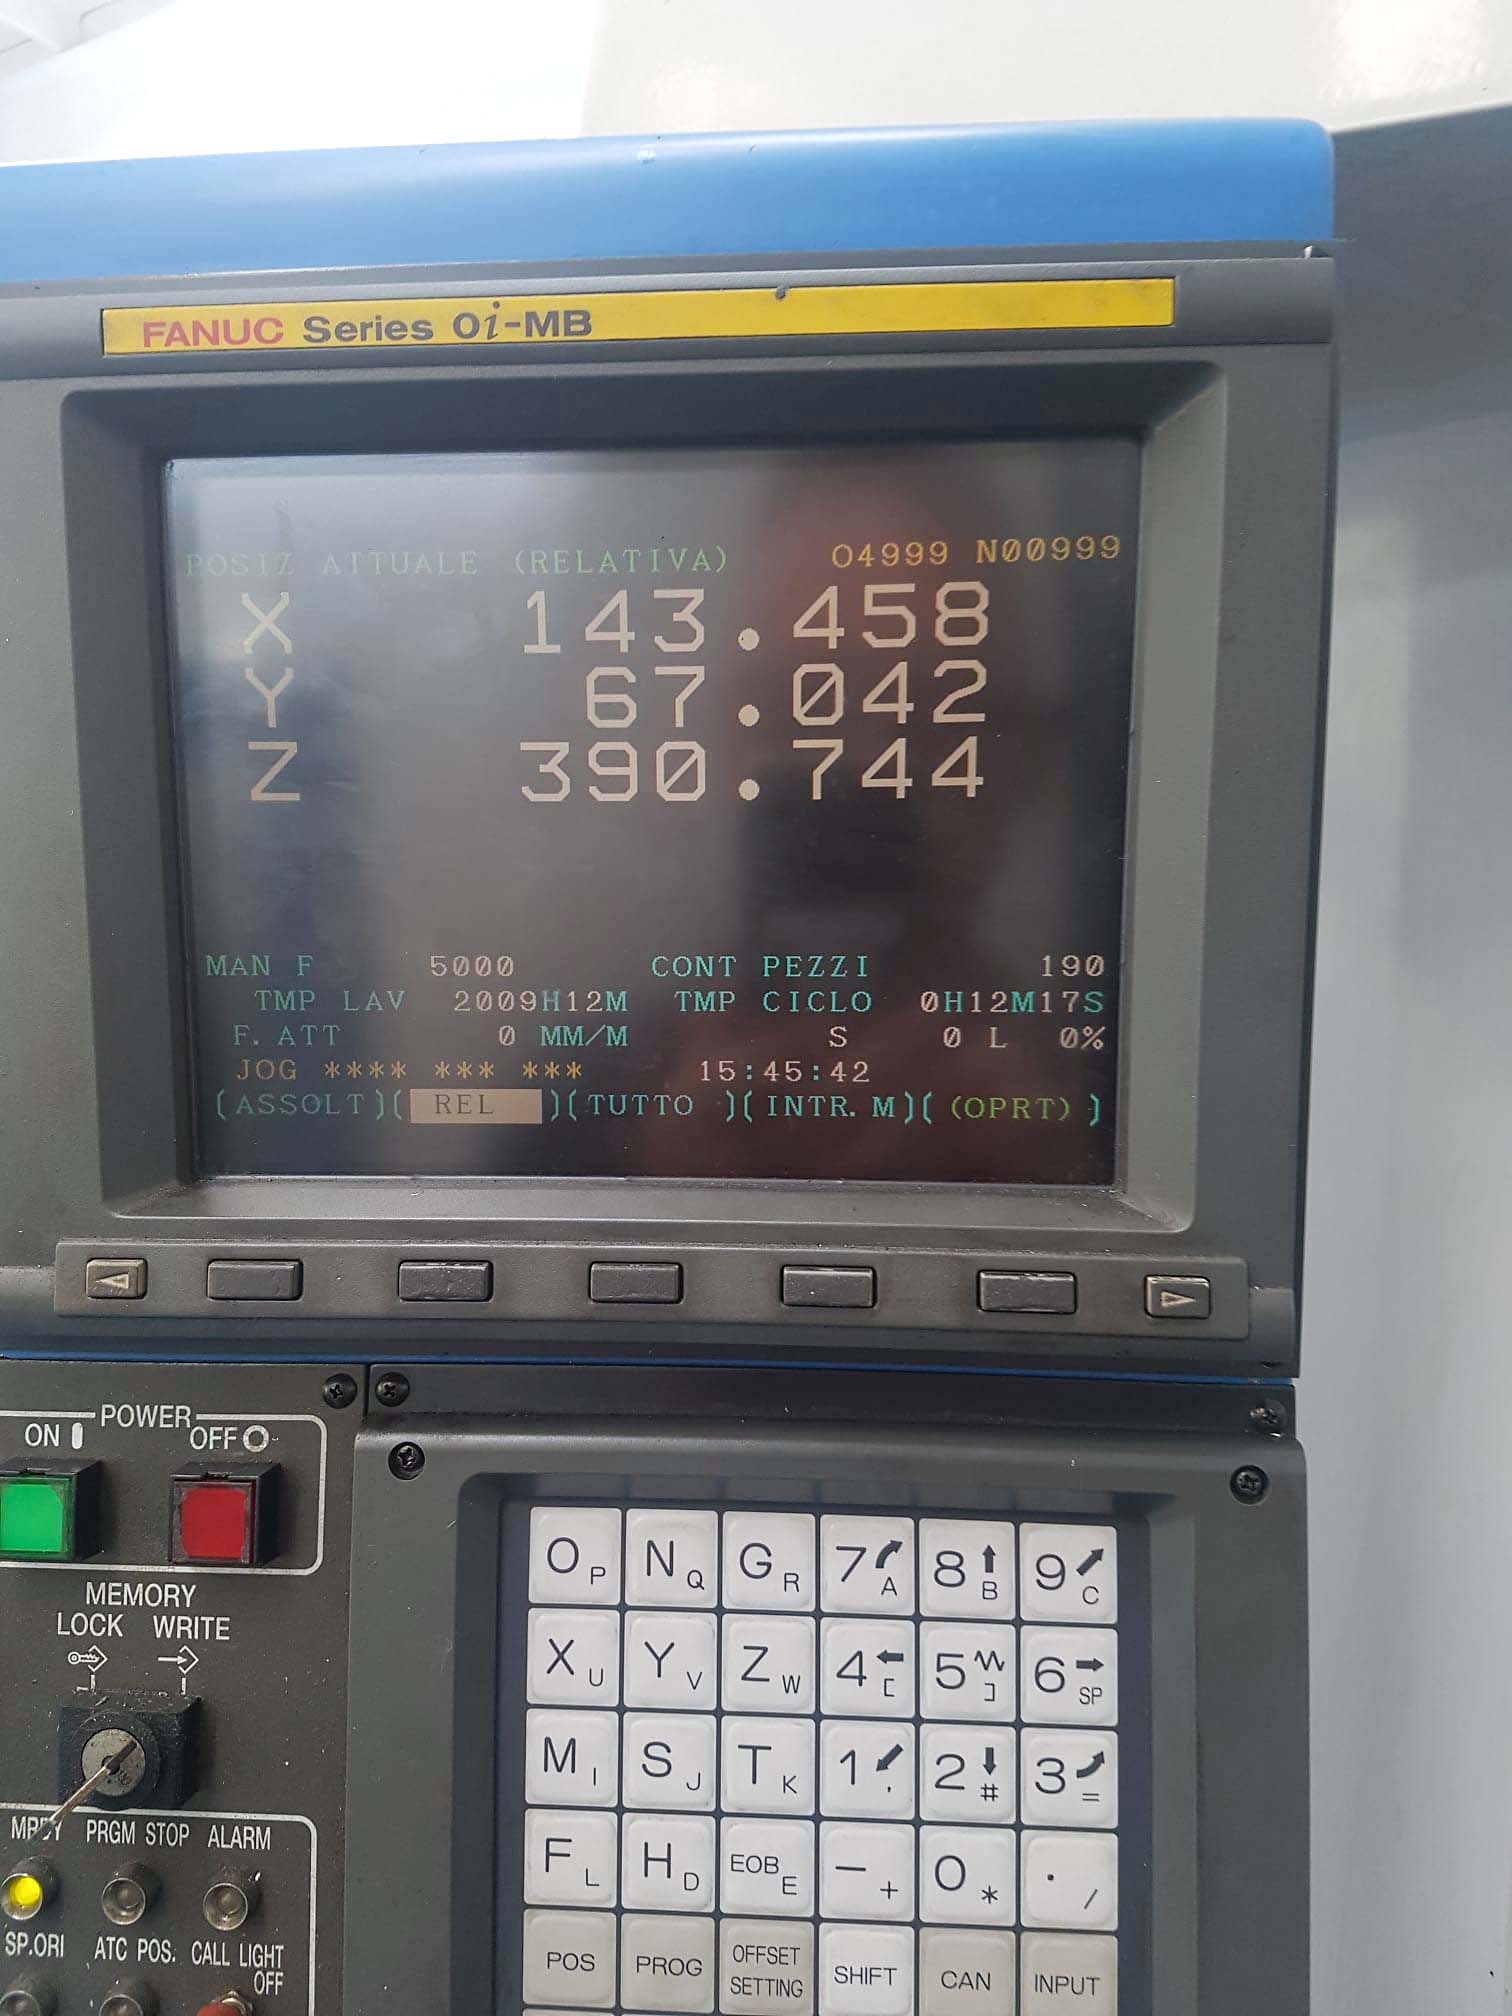 FANUC Series 0i-MB
POSIZ ATTUALE (RELATIVA) O4999 N00999
X 143.458
Y 67.042
Z 390.744
MAN F 5000 CONT PEZZI 190
TMP LAV 2009H12M TMP CICLO 0H12M17S
F. ATT 0 MM/M S 0 L 0%
JOG **** *** *** 15:45:42
(ASSOLT)( REL )(TUTTO )( INTR. M)( (OPRT) )
POWER
ON OFF
MEMORY
LOCK WRITE
MRDY PRGM STOP ALARM
SP.ORI ATC POS. CALL LIGHT
OFF
O P N Q G R 7 A 8 B 9 C
X U Y V Z W 4 [ 5 ] 6 SP
M I S J T K 1 , 2 # 3 =
F L H D EOB E - + 0 * . /
POS PROG OFFSET SETTING SHIFT CAN INPUT